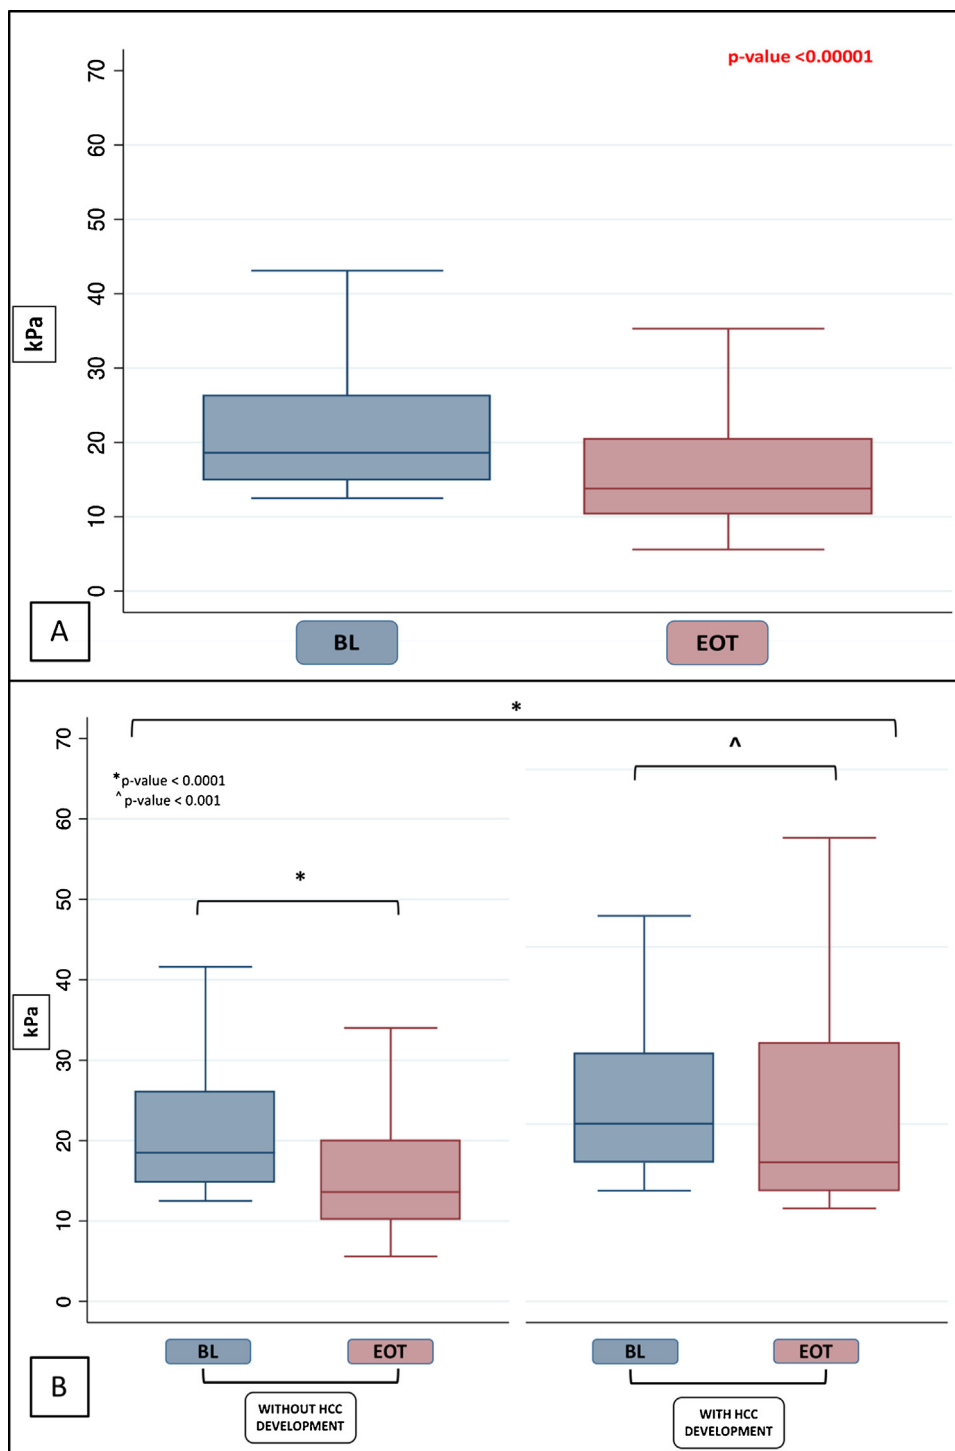 p-value <0.00001
70
60
50
40
30
20
10
0
kPa
A
BL
EOT
*
^
70
60
50
40
30
20
10
0
*p-value < 0.0001
^ p-value < 0.001
*
kPa
B
BL
EOT
BL
EOT
WITHOUT HCC
DEVELOPMENT
WITH HCC
DEVELOPMENT